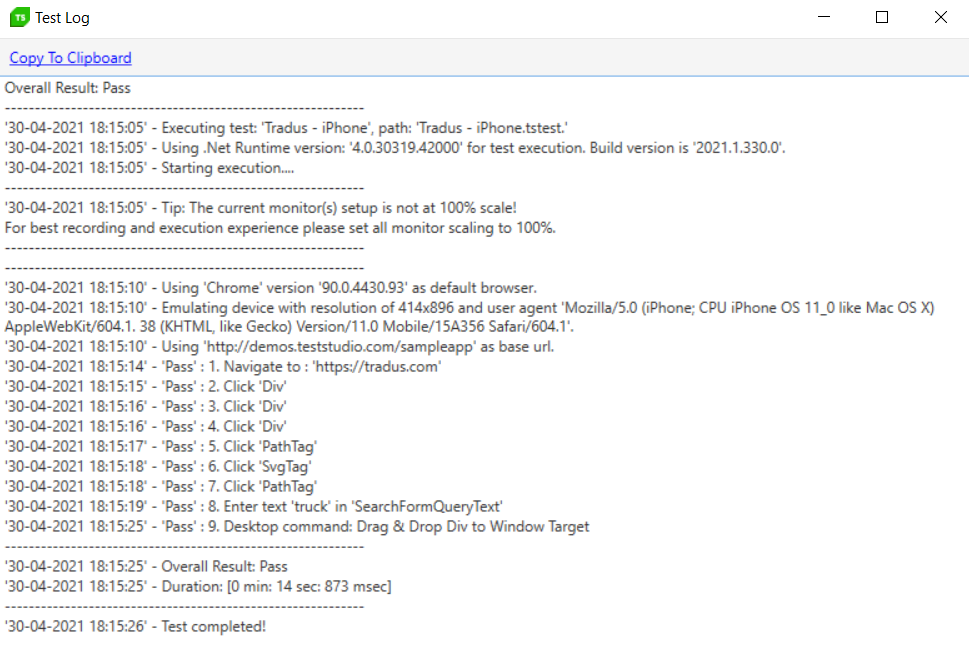 TS Test Log
Copy To Clipboard
Overall Result: Pass
------------------------------------------------------------
'30-04-2021 18:15:05' - Executing test: 'Tradus - iPhone', path: 'Tradus - iPhone.tstest.'
'30-04-2021 18:15:05' - Using .Net Runtime version: '4.0.30319.42000' for test execution. Build version is '2021.1.330.0'.
'30-04-2021 18:15:05' - Starting execution....
------------------------------------------------------------
'30-04-2021 18:15:05' - Tip: The current monitor(s) setup is not at 100% scale!
For best recording and execution experience please set all monitor scaling to 100%.
------------------------------------------------------------
------------------------------------------------------------
'30-04-2021 18:15:10' - Using 'Chrome' version '90.0.4430.93' as default browser.
'30-04-2021 18:15:10' - Emulating device with resolution of 414x896 and user agent 'Mozilla/5.0 (iPhone; CPU iPhone OS 11_0 like Mac OS X)
AppleWebKit/604.1. 38 (KHTML, like Gecko) Version/11.0 Mobile/15A356 Safari/604.1'.
'30-04-2021 18:15:10' - Using 'http://demos.teststudio.com/sampleapp' as base url.
'30-04-2021 18:15:14' - 'Pass' : 1. Navigate to : 'https://tradus.com'
'30-04-2021 18:15:15' - 'Pass' : 2. Click 'Div'
'30-04-2021 18:15:16' - 'Pass' : 3. Click 'Div'
'30-04-2021 18:15:16' - 'Pass' : 4. Click 'Div'
'30-04-2021 18:15:17' - 'Pass' : 5. Click 'PathTag'
'30-04-2021 18:15:18' - 'Pass' : 6. Click 'SvgTag'
'30-04-2021 18:15:18' - 'Pass' : 7. Click 'PathTag'
'30-04-2021 18:15:19' - 'Pass' : 8. Enter text 'truck' in 'SearchFormQueryText'
'30-04-2021 18:15:25' - 'Pass' : 9. Desktop command: Drag & Drop Div to Window Target
------------------------------------------------------------
'30-04-2021 18:15:25' - Overall Result: Pass
'30-04-2021 18:15:25' - Duration: [0 min: 14 sec: 873 msec]
------------------------------------------------------------
'30-04-2021 18:15:26' - Test completed!